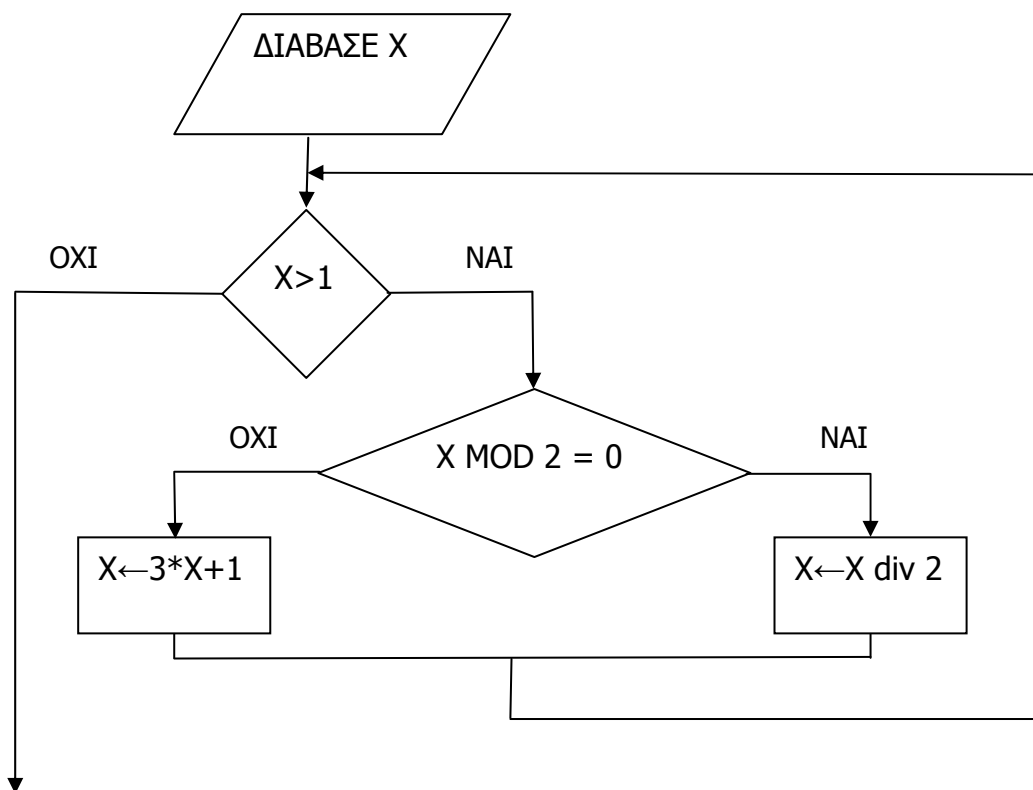 ΔΙΑΒΑΣΕ Χ
ΟΧΙ
Χ>1
ΝΑΙ
ΟΧΙ
Χ MOD 2 = 0
ΝΑΙ
Χ←3*Χ+1
Χ←Χ div 2